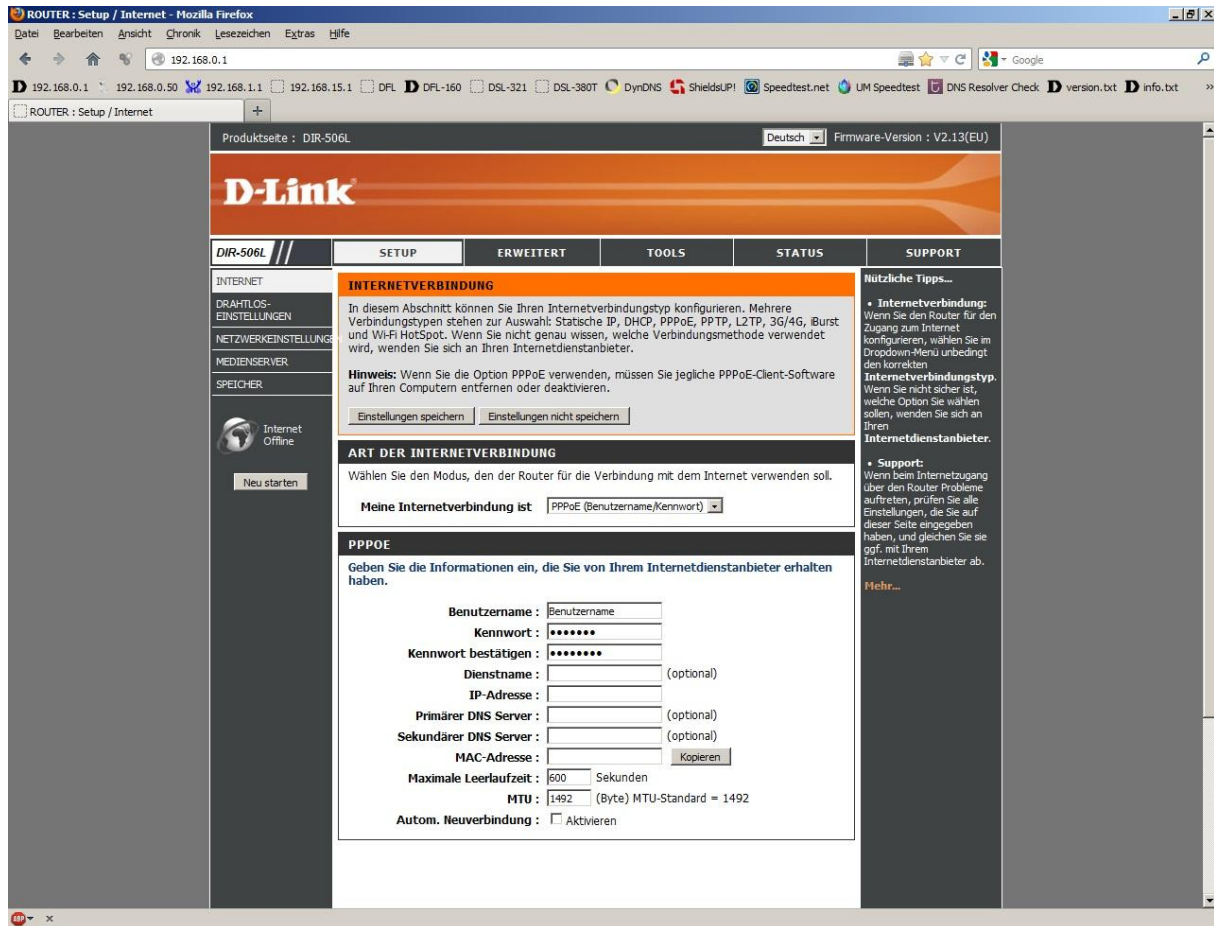 ROUTER : Setup / Internet - Mozilla Firefox
Datei Bearbeiten Ansicht Chronik Lesezeichen Extras Hilfe
192.168.0.1
Google
192.168.0.1 192.168.0.50 192.168.1.1 192.168.15.1 DFL DFL-160 DSL-321 DSL-380T DynDNS ShieldsUP! Speedtest.net UM Speedtest DNS Resolver Check version.txt info.txt »
ROUTER : Setup / Internet
Produktseite : DIR-506L
Deutsch
Firmware-Version : V2.13(EU)
D-Link
DIR-506L
SETUP
ERWEITERT
TOOLS
STATUS
SUPPORT
INTERNET
DRAHTLOS-
EINSTELLUNGEN
NETZWERKEINSTELLUNGEN
MEDIENSERVER
SPEICHER
Internet
Offline
Neu starten
INTERNETVERBINDUNG
In diesem Abschnitt können Sie Ihren Internetverbindungstyp konfigurieren. Mehrere
Verbindungstypen stehen zur Auswahl: Statische IP, DHCP, PPPoE, PPTP, L2TP, 3G/4G, iBurst
und Wi-Fi HotSpot. Wenn Sie nicht genau wissen, welche Verbindungsmethode verwendet
wird, wenden Sie sich an Ihren Internetdienstanbieter.
Hinweis: Wenn Sie die Option PPPoE verwenden, müssen Sie jegliche PPPoE-Client-Software
auf Ihren Computern entfernen oder deaktivieren.
Einstellungen speichern
Einstellungen nicht speichern
ART DER INTERNETVERBINDUNG
Wählen Sie den Modus, den der Router für die Verbindung mit dem Internet verwenden soll.
Meine Internetverbindung ist PPPoE (Benutzername/Kennwort)
PPPOE
Geben Sie die Informationen ein, die Sie von Ihrem Internetdienstanbieter erhalten
haben.
Benutzername : Benutzername
Kennwort : •••••••
Kennwort bestätigen : ••••••••
Dienstname : (optional)
IP-Adresse :
Primärer DNS Server : (optional)
Sekundärer DNS Server : (optional)
MAC-Adresse : Kopieren
Maximale Leerlaufzeit : 600 Sekunden
MTU : 1492 (Byte) MTU-Standard = 1492
Autom. Neuverbindung : Aktivieren
Nützliche Tipps...
• Internetverbindung:
Wenn Sie den Router für den
Zugang zum Internet
konfigurieren, wählen Sie im
Dropdown-Menü unbedingt
den korrekten
Internetverbindungstyp.
Wenn Sie nicht sicher ist,
welche Option Sie wählen
sollen, wenden Sie sich an
Ihren
Internetdienstanbieter.
• Support:
Wenn beim Internetzugang
über den Router Probleme
auftreten, prüfen Sie alle
Einstellungen, die Sie auf
dieser Seite eingegeben
haben, und gleichen Sie sie
ggf. mit Ihrem
Internetdienstanbieter ab.
Mehr...
ABP